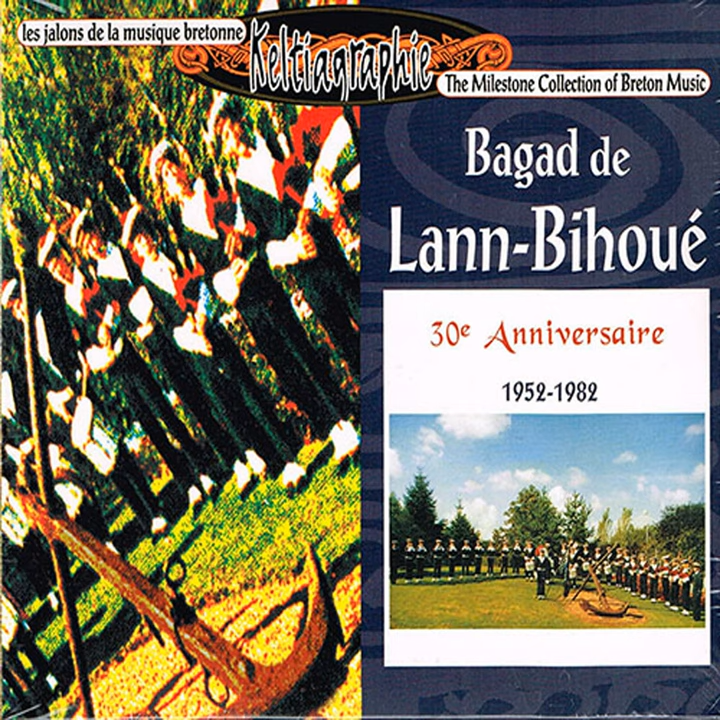 les jalons de la musique bretonne
Keltiagraphie
The Milestone Collection of Breton Music
Bagad de
Lann-Bihoué
30e Anniversaire
1952-1982